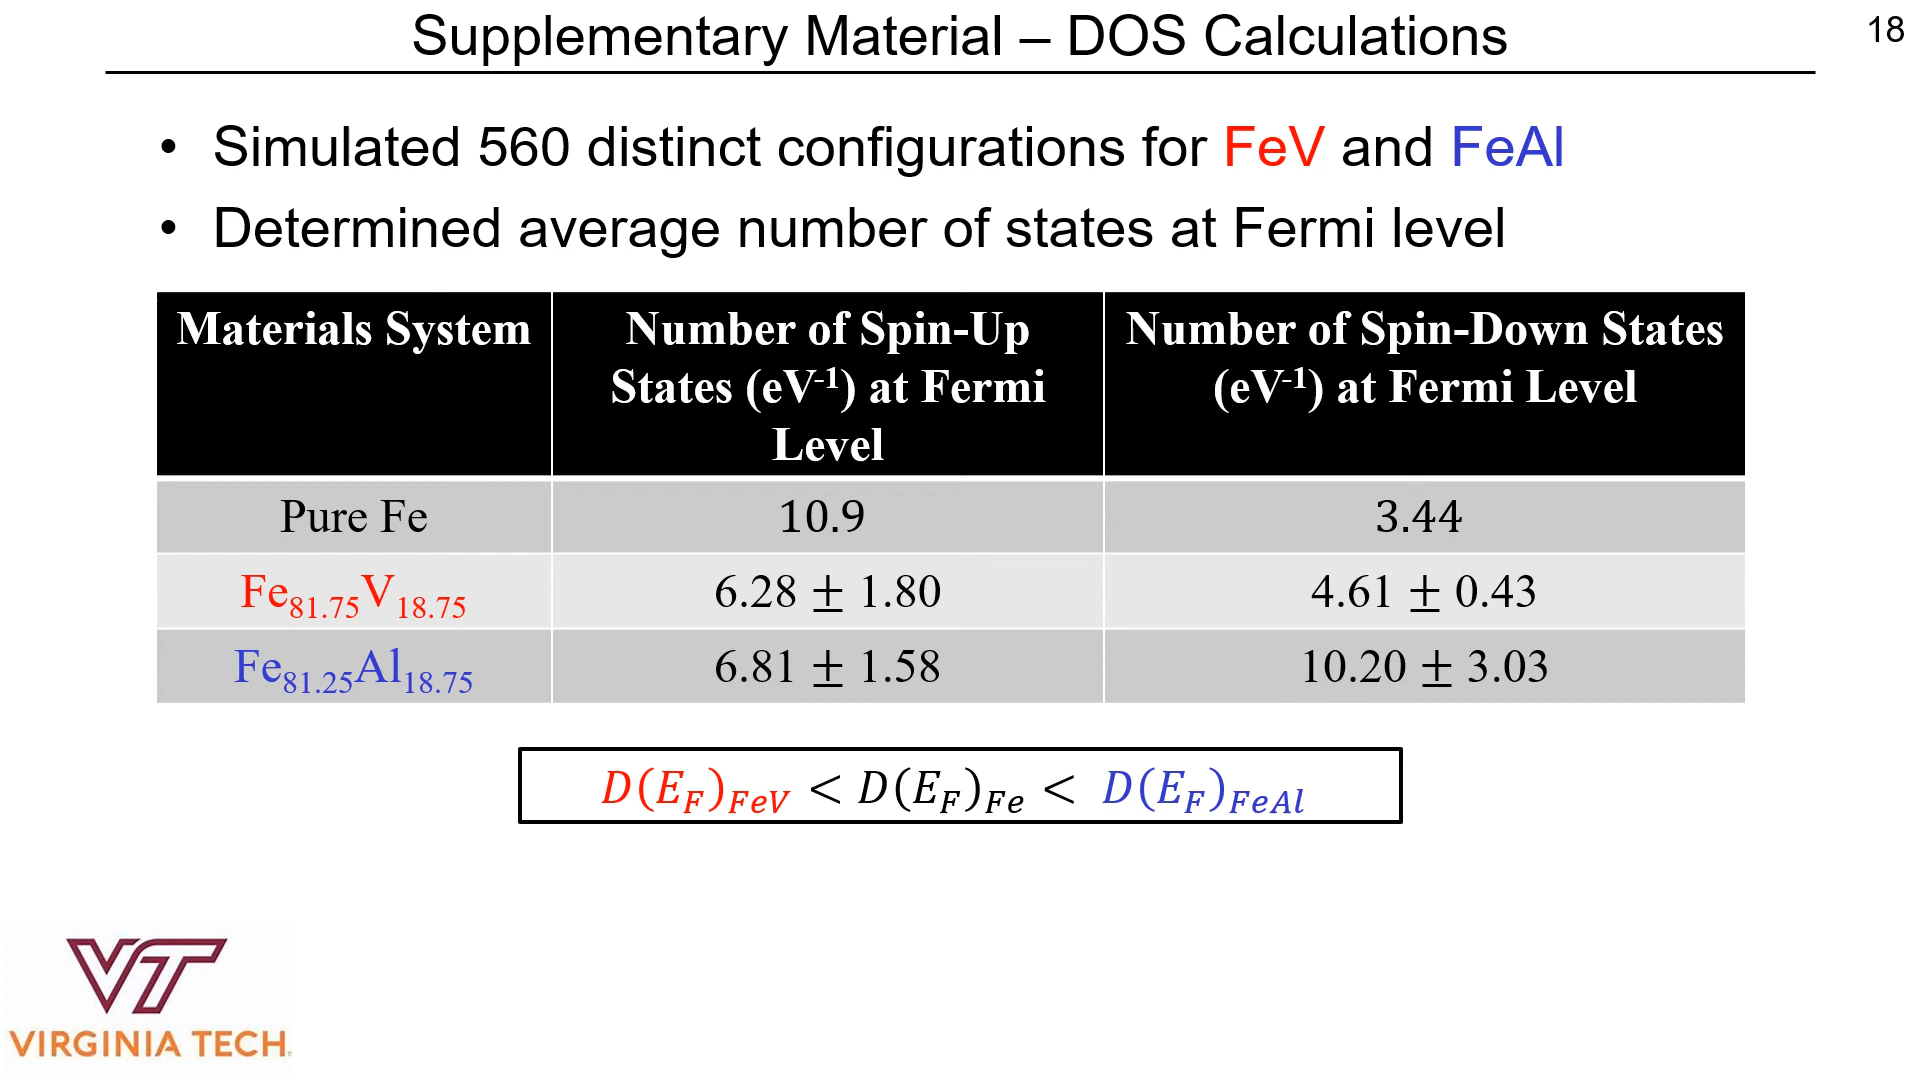 Supplementary Material – DOS Calculations
18
• Simulated 560 distinct configurations for FeV and FeAl
• Determined average number of states at Fermi level
Materials System
Number of Spin-Up
States (eV-1) at Fermi
Level
Number of Spin-Down States
(eV-1) at Fermi Level
Pure Fe
10.9
3.44
Fe81.75V18.75
6.28 ± 1.80
4.61 ± 0.43
Fe81.25Al18.75
6.81 ± 1.58
10.20 ± 3.03
D(EF)FeV < D(EF)Fe < D(EF)FeAl
VT
VIRGINIA TECH